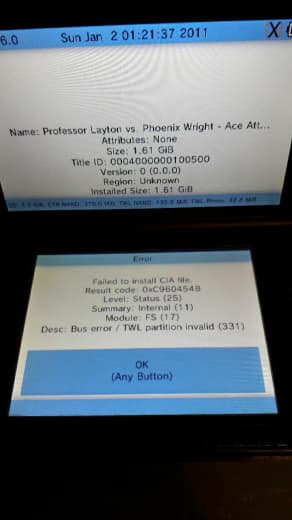 6.0
Sun Jan 2 01:21:37 2011
Name: Professor Layton vs. Phoenix Wright - Ace Att...
Attributes: None
Size: 1.61 GiB
Title ID: 0004000000100500
Version: 0 (0.0.0)
Region: Unknown
Installed Size: 1.61 GiB
Error
Failed to install CIA file.
Result code: 0xC960454B
Level: Status (25)
Summary: Internal (11)
Module: FS (17)
Desc: Bus error / TWL partition invalid (331)
OK
(Any Button)